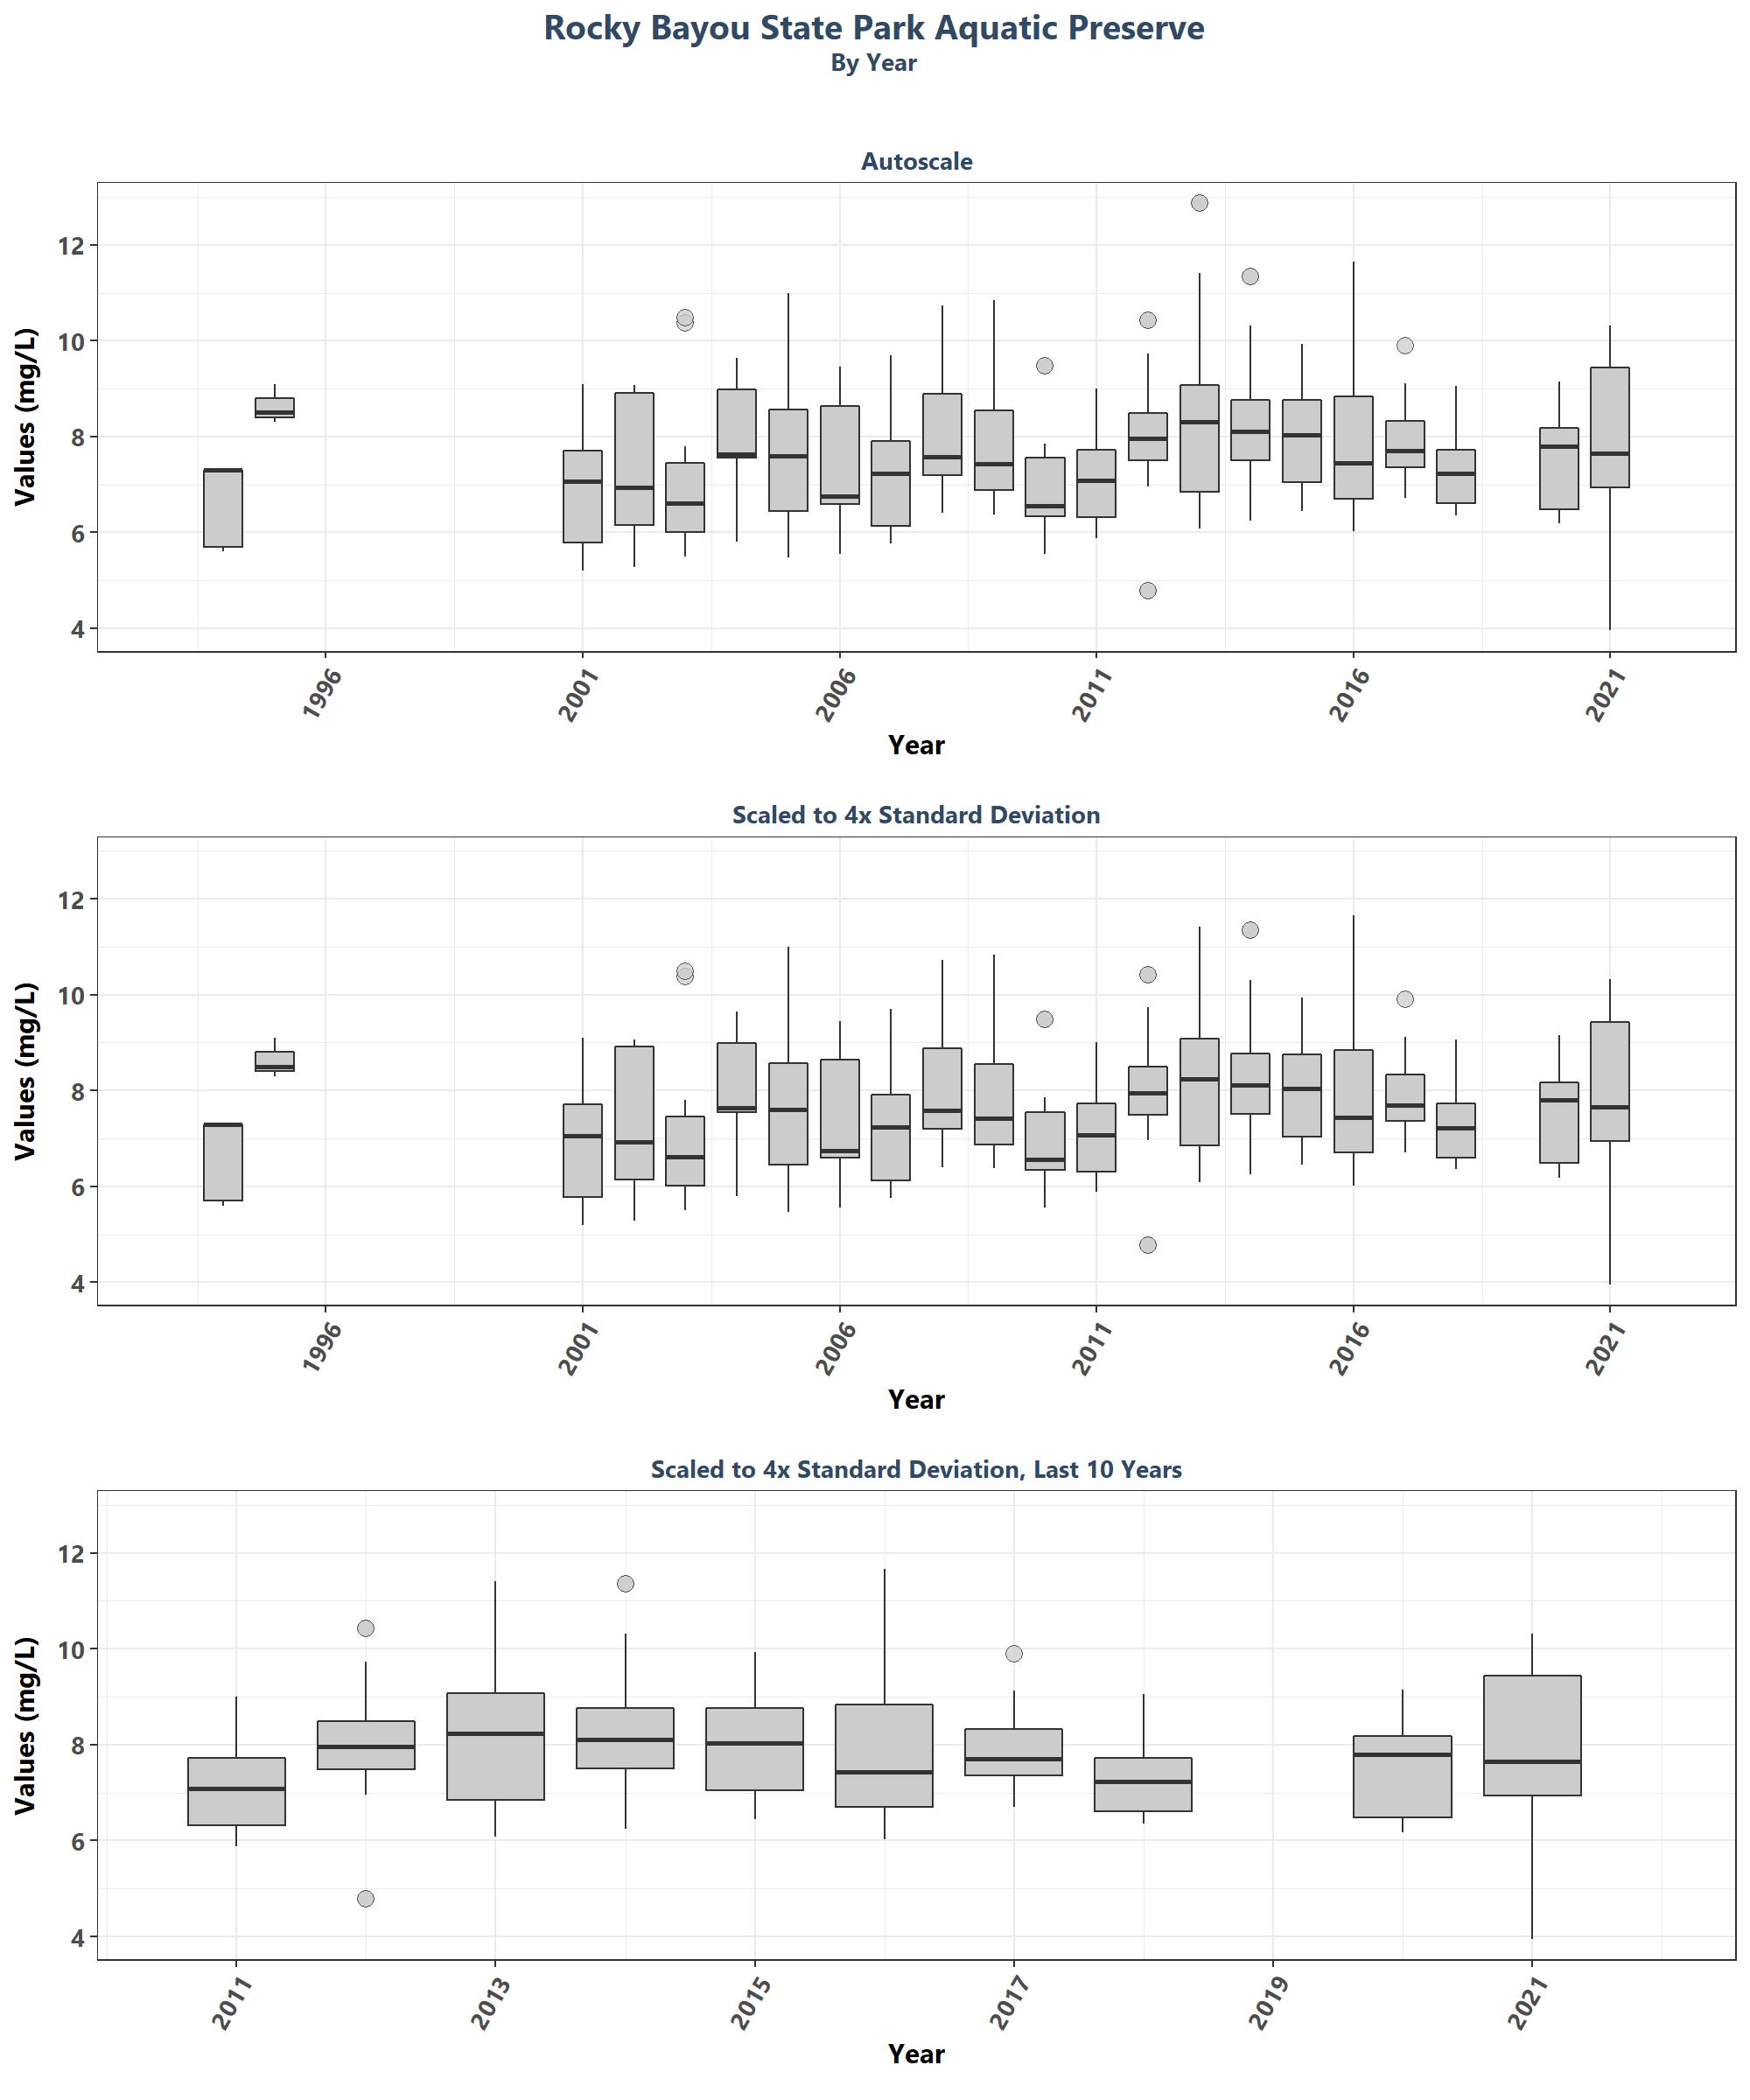 Rocky Bayou State Park Aquatic Preserve
By Year
Autoscale
Values (mg/L)
12
10
8
6
4
1996 2001 2006 2011 2016 2021
Year
Scaled to 4x Standard Deviation
Values (mg/L)
12
10
8
6
4
1996 2001 2006 2011 2016 2021
Year
Scaled to 4x Standard Deviation, Last 10 Years
Values (mg/L)
12
10
8
6
4
2011 2013 2015 2017 2019 2021
Year